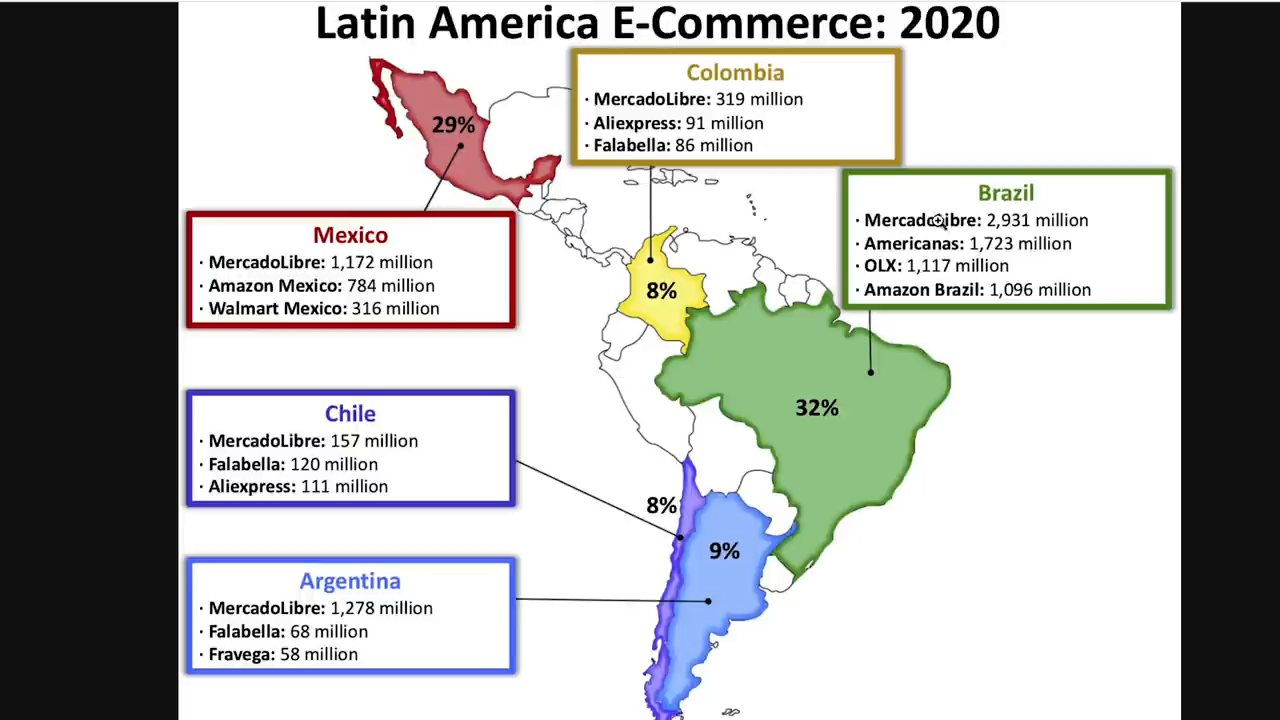 Latin America E-Commerce: 2020
Colombia
· MercadoLibre: 319 million
· Aliexpress: 91 million
· Falabella: 86 million
29%
Brazil
· MercadoLibre: 2,931 million
· Americanas: 1,723 million
· OLX: 1,117 million
· Amazon Brazil: 1,096 million
Mexico
· MercadoLibre: 1,172 million
· Amazon Mexico: 784 million
· Walmart Mexico: 316 million
8%
32%
Chile
· MercadoLibre: 157 million
· Falabella: 120 million
· Aliexpress: 111 million
8%
9%
Argentina
· MercadoLibre: 1,278 million
· Falabella: 68 million
· Fravega: 58 million